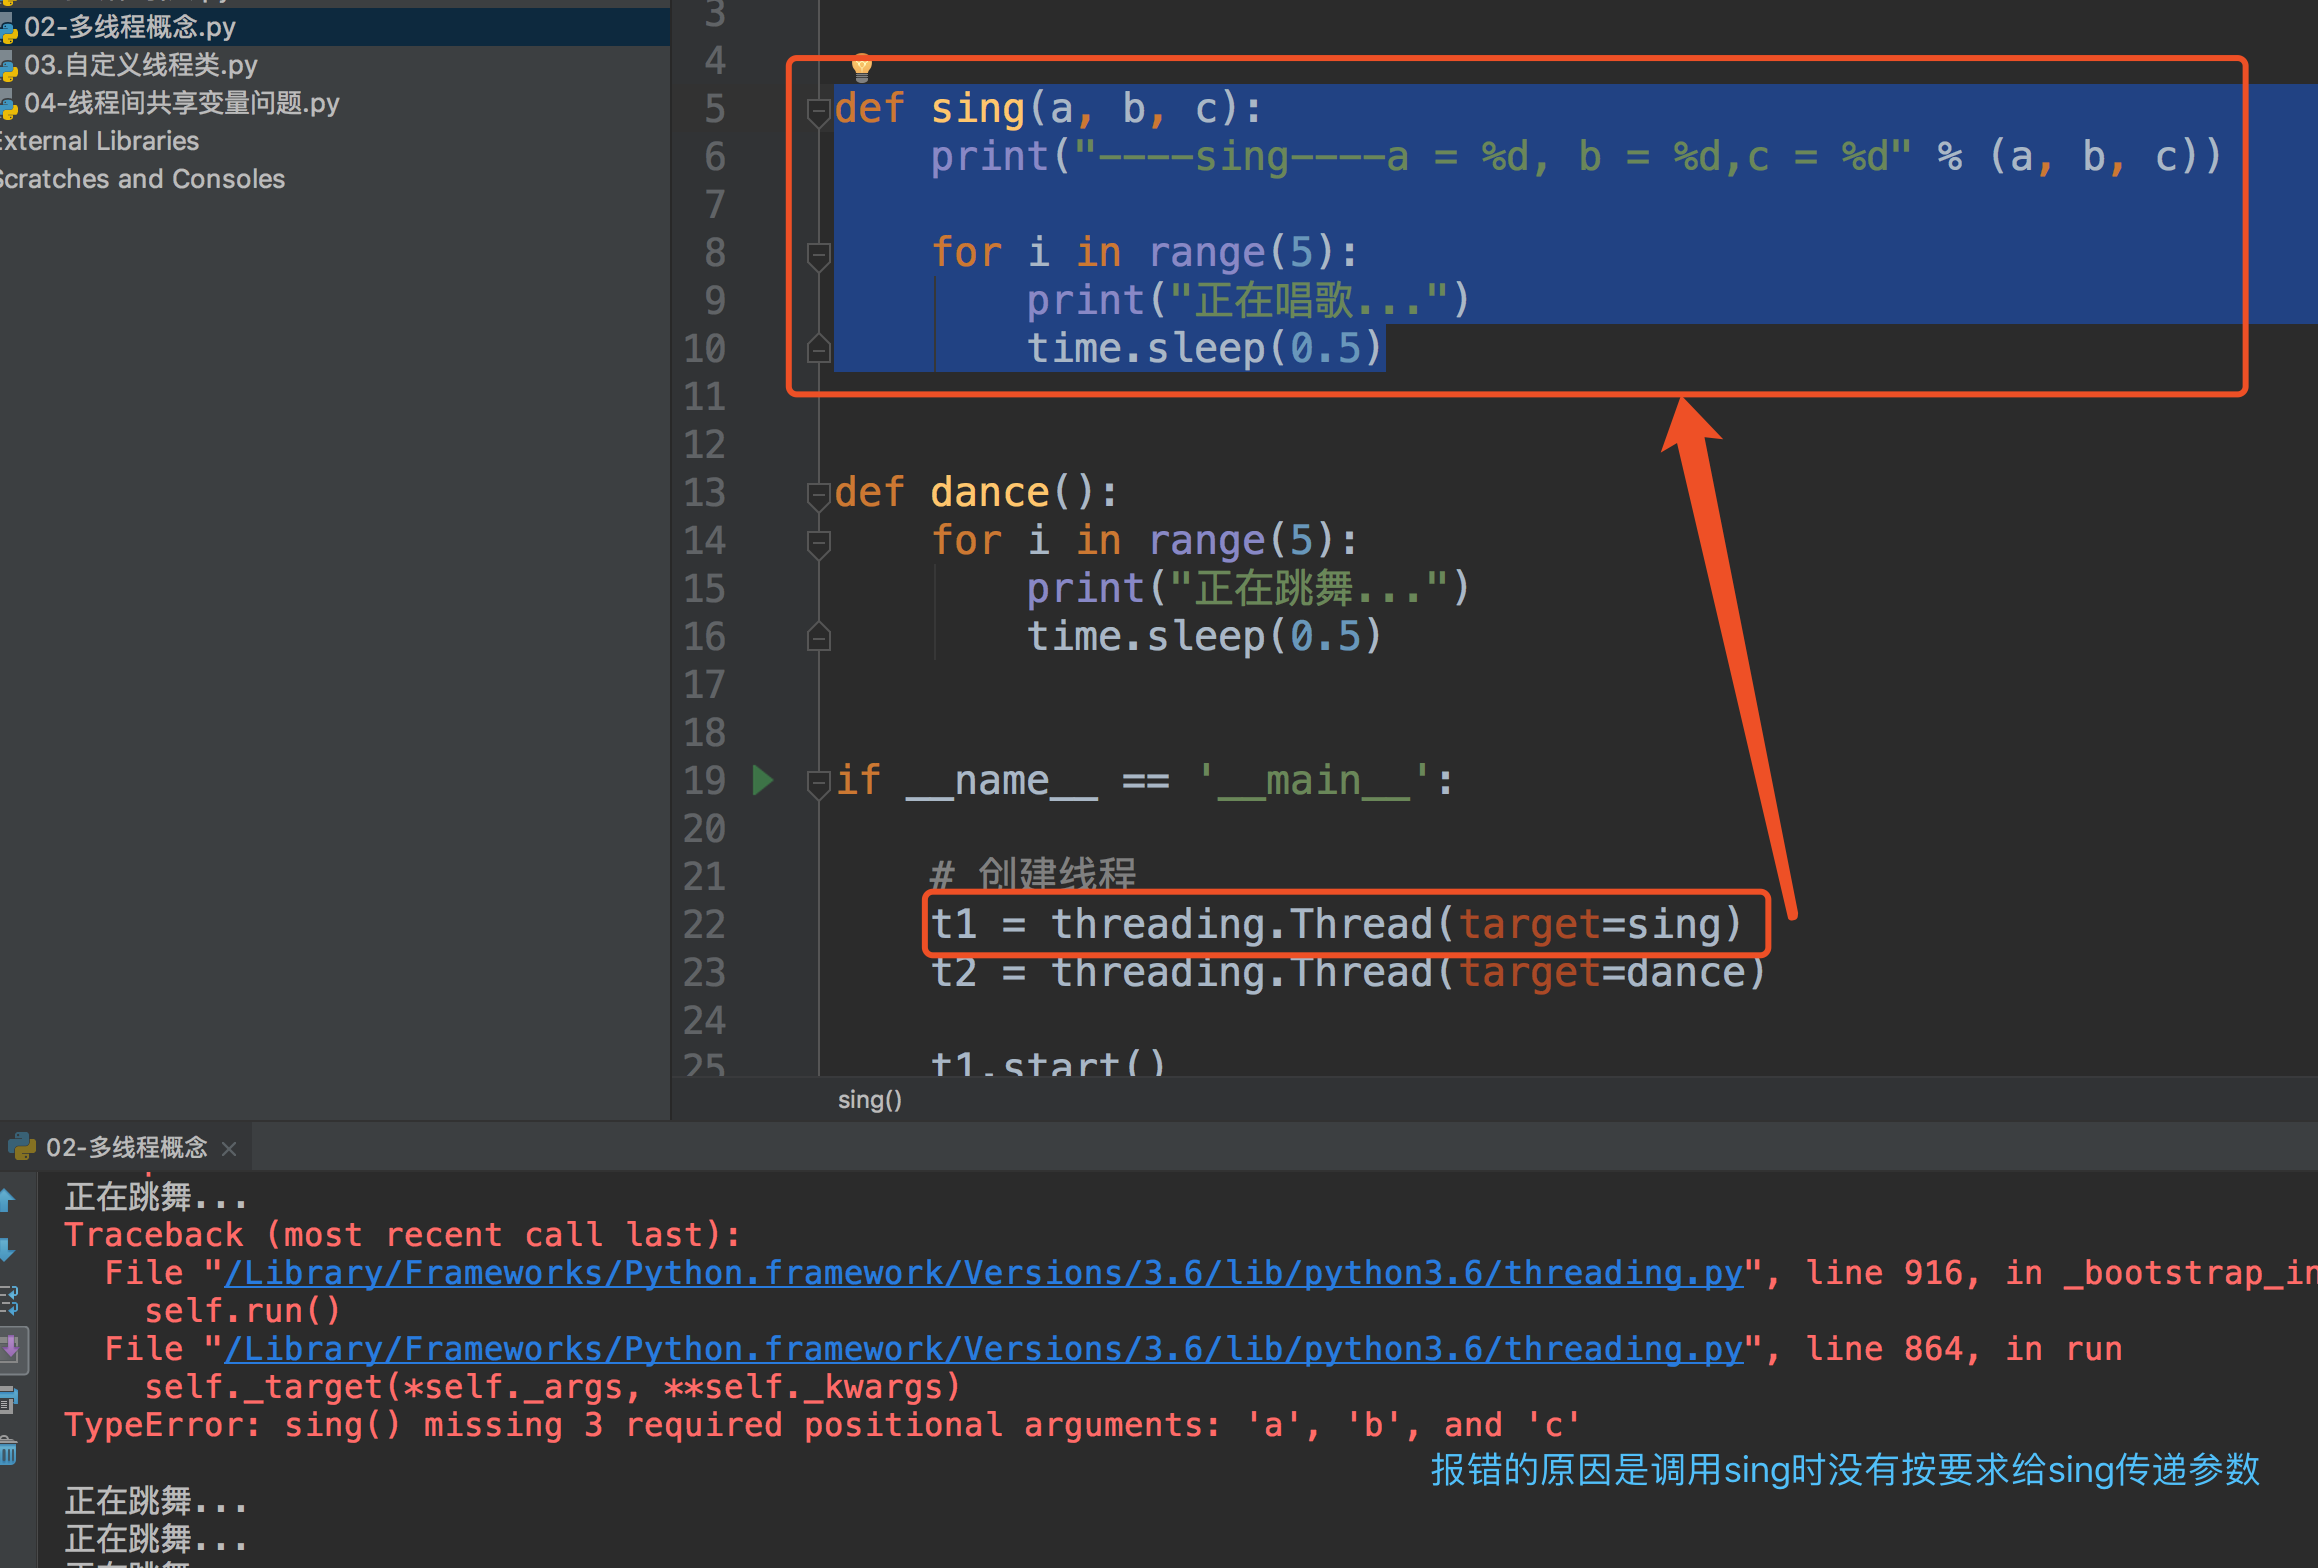 02-多线程概念.py
03.自定义线程类.py
04-线程间共享变量问题.py
External Libraries
Scratches and Consoles
3
4
5 def sing(a, b, c):
6 print("----sing----a = %d, b = %d,c = %d" % (a, b, c))
7
8 for i in range(5):
9 print("正在唱歌...")
10 time.sleep(0.5)
11
12
13 def dance():
14 for i in range(5):
15 print("正在跳舞...")
16 time.sleep(0.5)
17
18
19 if __name__ == '__main__':
20
21 # 创建线程
22 t1 = threading.Thread(target=sing)
23 t2 = threading.Thread(target=dance)
24
25 t1.start()
sing()
02-多线程概念
正在跳舞...
Traceback (most recent call last):
File "/Library/Frameworks/Python.framework/Versions/3.6/lib/python3.6/threading.py", line 916, in _bootstrap_in
self.run()
File "/Library/Frameworks/Python.framework/Versions/3.6/lib/python3.6/threading.py", line 864, in run
self._target(*self._args, **self._kwargs)
TypeError: sing() missing 3 required positional arguments: 'a', 'b', and 'c'
报错的原因是调用sing时没有按要求给sing传递参数
正在跳舞...
正在跳舞...